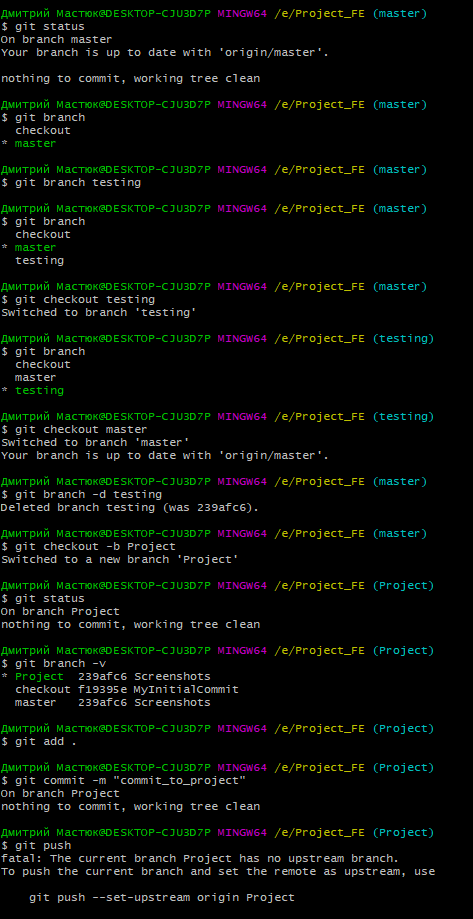 Дмитрий Мастюк@DESKTOP-CJU3D7P MINGW64 /e/Project_FE (master)
$ git status
On branch master
Your branch is up to date with 'origin/master'.
nothing to commit, working tree clean
Дмитрий Мастюк@DESKTOP-CJU3D7P MINGW64 /e/Project_FE (master)
$ git branch
  checkout
* master
Дмитрий Мастюк@DESKTOP-CJU3D7P MINGW64 /e/Project_FE (master)
$ git branch testing
Дмитрий Мастюк@DESKTOP-CJU3D7P MINGW64 /e/Project_FE (master)
$ git branch
  checkout
* master
  testing
Дмитрий Мастюк@DESKTOP-CJU3D7P MINGW64 /e/Project_FE (master)
$ git checkout testing
Switched to branch 'testing'
Дмитрий Мастюк@DESKTOP-CJU3D7P MINGW64 /e/Project_FE (testing)
$ git branch
  checkout
  master
* testing
Дмитрий Мастюк@DESKTOP-CJU3D7P MINGW64 /e/Project_FE (testing)
$ git checkout master
Switched to branch 'master'
Your branch is up to date with 'origin/master'.
Дмитрий Мастюк@DESKTOP-CJU3D7P MINGW64 /e/Project_FE (master)
$ git branch -d testing
Deleted branch testing (was 239afc6).
Дмитрий Мастюк@DESKTOP-CJU3D7P MINGW64 /e/Project_FE (master)
$ git checkout -b Project
Switched to a new branch 'Project'
Дмитрий Мастюк@DESKTOP-CJU3D7P MINGW64 /e/Project_FE (Project)
$ git status
On branch Project
nothing to commit, working tree clean
Дмитрий Мастюк@DESKTOP-CJU3D7P MINGW64 /e/Project_FE (Project)
$ git branch -v
* Project  239afc6 Screenshots
  checkout f19395e MyInitialCommit
  master   239afc6 Screenshots
Дмитрий Мастюк@DESKTOP-CJU3D7P MINGW64 /e/Project_FE (Project)
$ git add .
Дмитрий Мастюк@DESKTOP-CJU3D7P MINGW64 /e/Project_FE (Project)
$ git commit -m "commit_to_project"
On branch Project
nothing to commit, working tree clean
Дмитрий Мастюк@DESKTOP-CJU3D7P MINGW64 /e/Project_FE (Project)
$ git push
fatal: The current branch Project has no upstream branch.
To push the current branch and set the remote as upstream, use
    git push --set-upstream origin Project